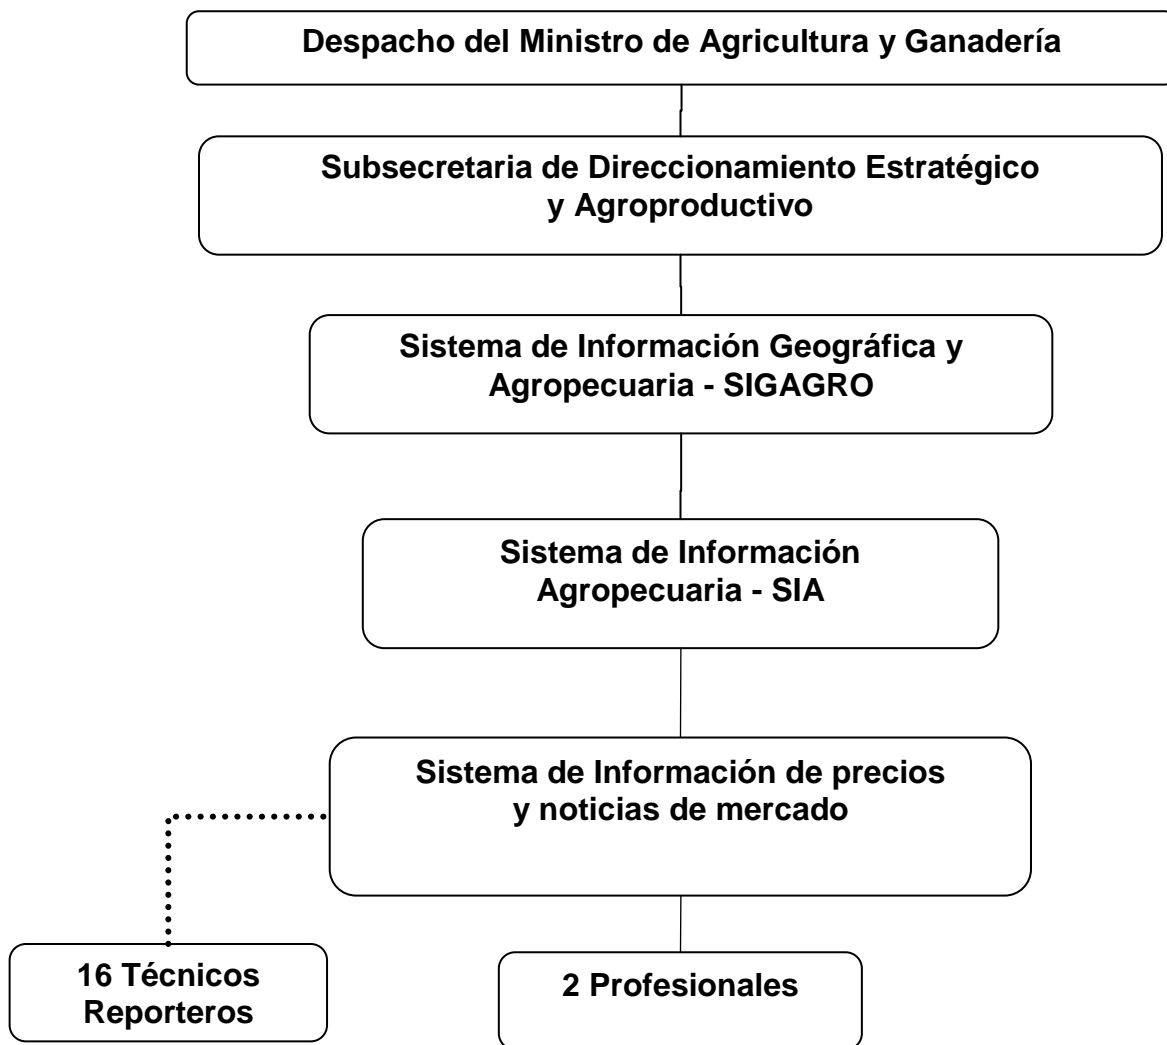 Despacho del Ministro de Agricultura y Ganadería
Subsecretaria de Direccionamiento Estratégico
y Agroproductivo
Sistema de Información Geográfica y
Agropecuaria - SIGAGRO
Sistema de Información
Agropecuaria - SIA
Sistema de Información de precios
y noticias de mercado
16 Técnicos
Reporteros
2 Profesionales